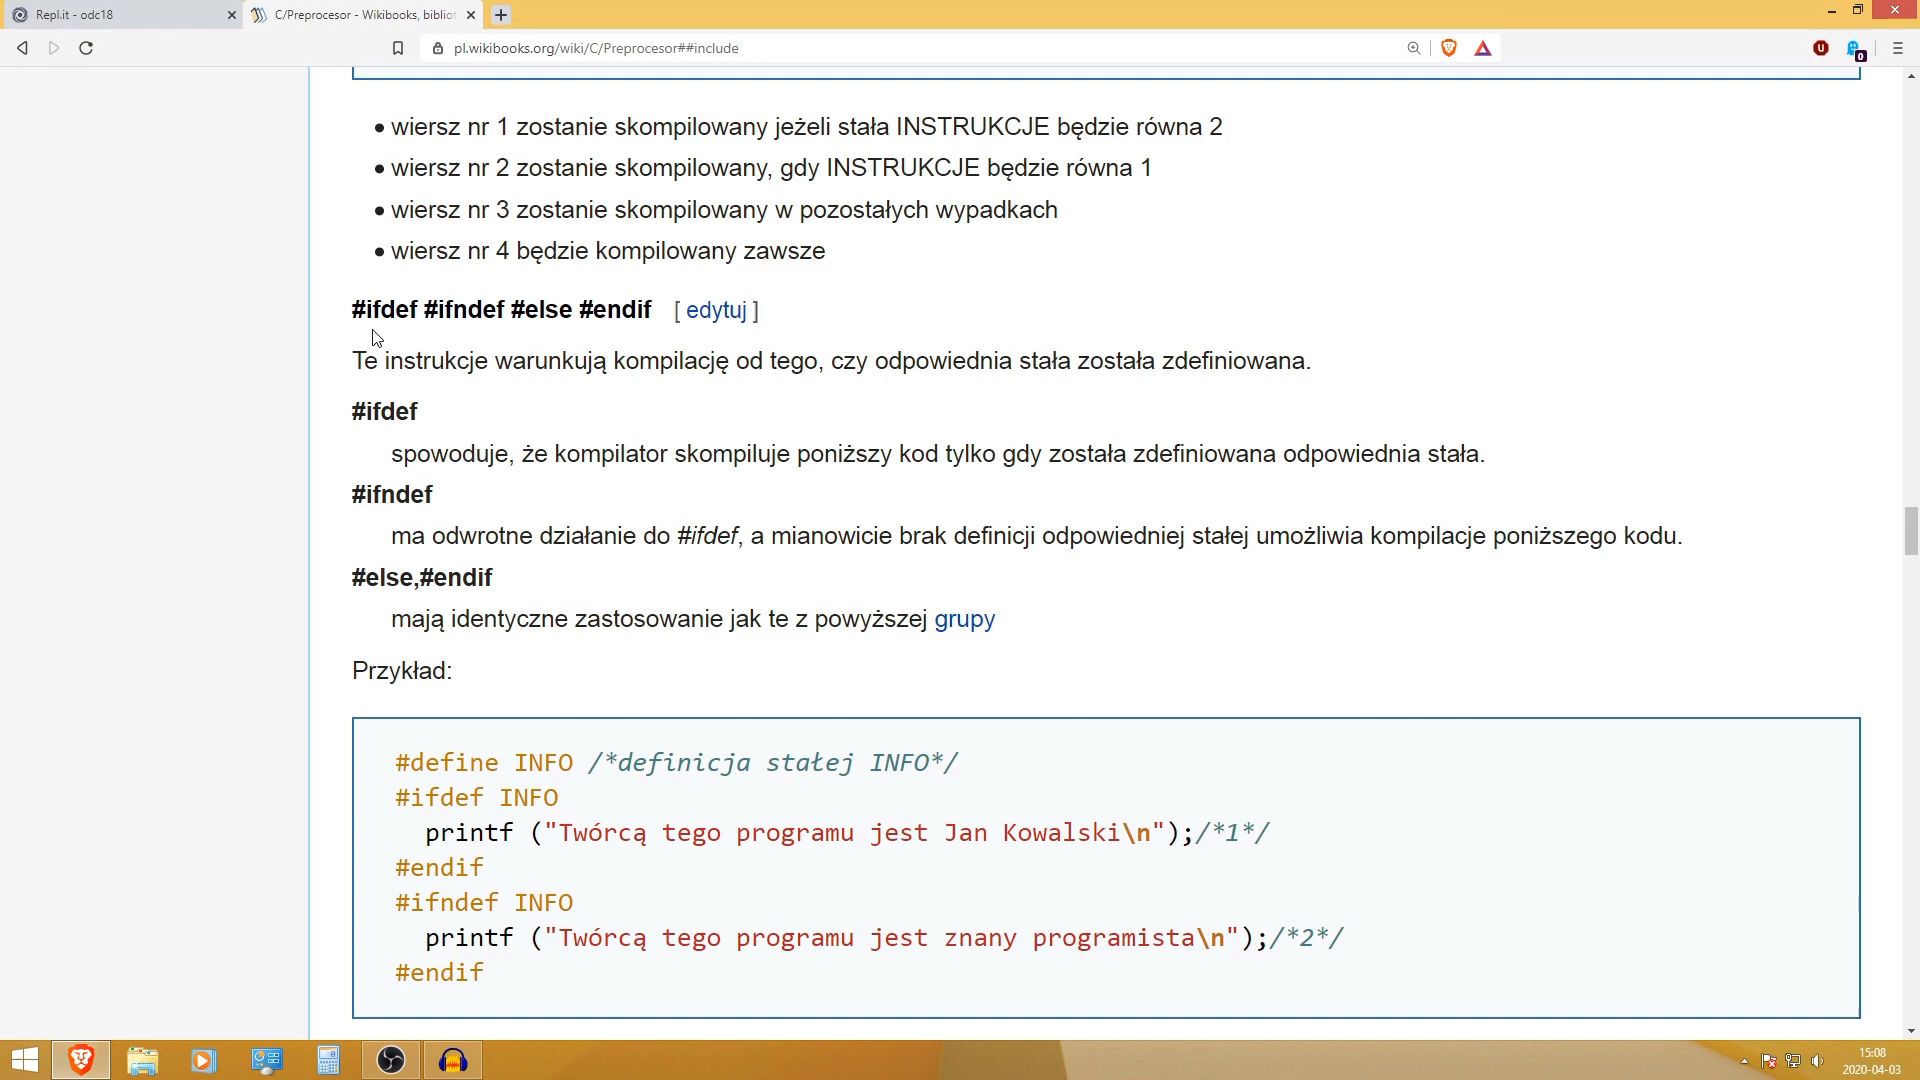 Repl.it - odc18
C/Preprocesor - Wikibooks, bibliot
pl.wikibooks.org/wiki/C/Preprocesor##include
wiersz nr 1 zostanie skompilowany jeżeli stała INSTRUKCJE będzie równa 2
wiersz nr 2 zostanie skompilowany, gdy INSTRUKCJE będzie równa 1
wiersz nr 3 zostanie skompilowany w pozostałych wypadkach
wiersz nr 4 będzie kompilowany zawsze
#ifdef #ifndef #else #endif [ edytuj ]
Te instrukcje warunkują kompilację od tego, czy odpowiednia stała została zdefiniowana.
#ifdef
spowoduje, że kompilator skompiluje poniższy kod tylko gdy została zdefiniowana odpowiednia stała.
#ifndef
ma odwrotne działanie do #ifdef, a mianowicie brak definicji odpowiedniej stałej umożliwia kompilacje poniższego kodu.
#else,#endif
mają identyczne zastosowanie jak te z powyższej grupy
Przykład:
#define INFO /*definicja stałej INFO*/
#ifdef INFO
printf ("Twórcą tego programu jest Jan Kowalski\n");/*1*/
#endif
#ifndef INFO
printf ("Twórcą tego programu jest znany programista\n");/*2*/
#endif
15:08
2020-04-03